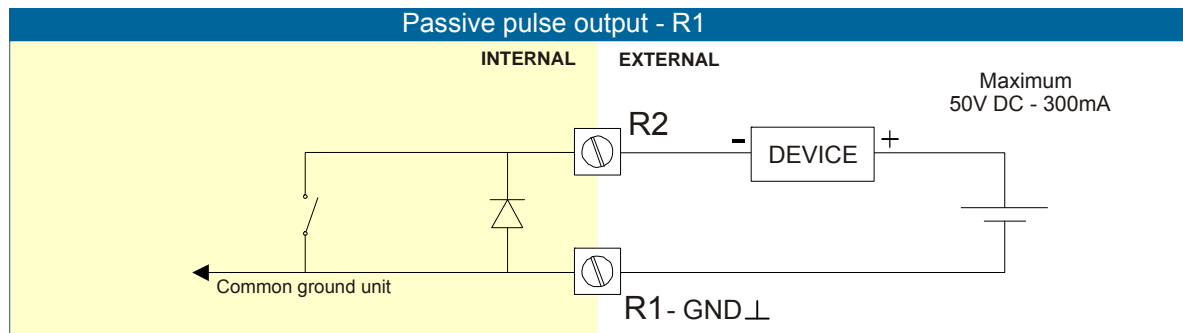 Passive pulse output - R1
INTERNAL EXTERNAL
Maximum
50V DC - 300mA
R2
- DEVICE +
Common ground unit
R1 - GND⊥